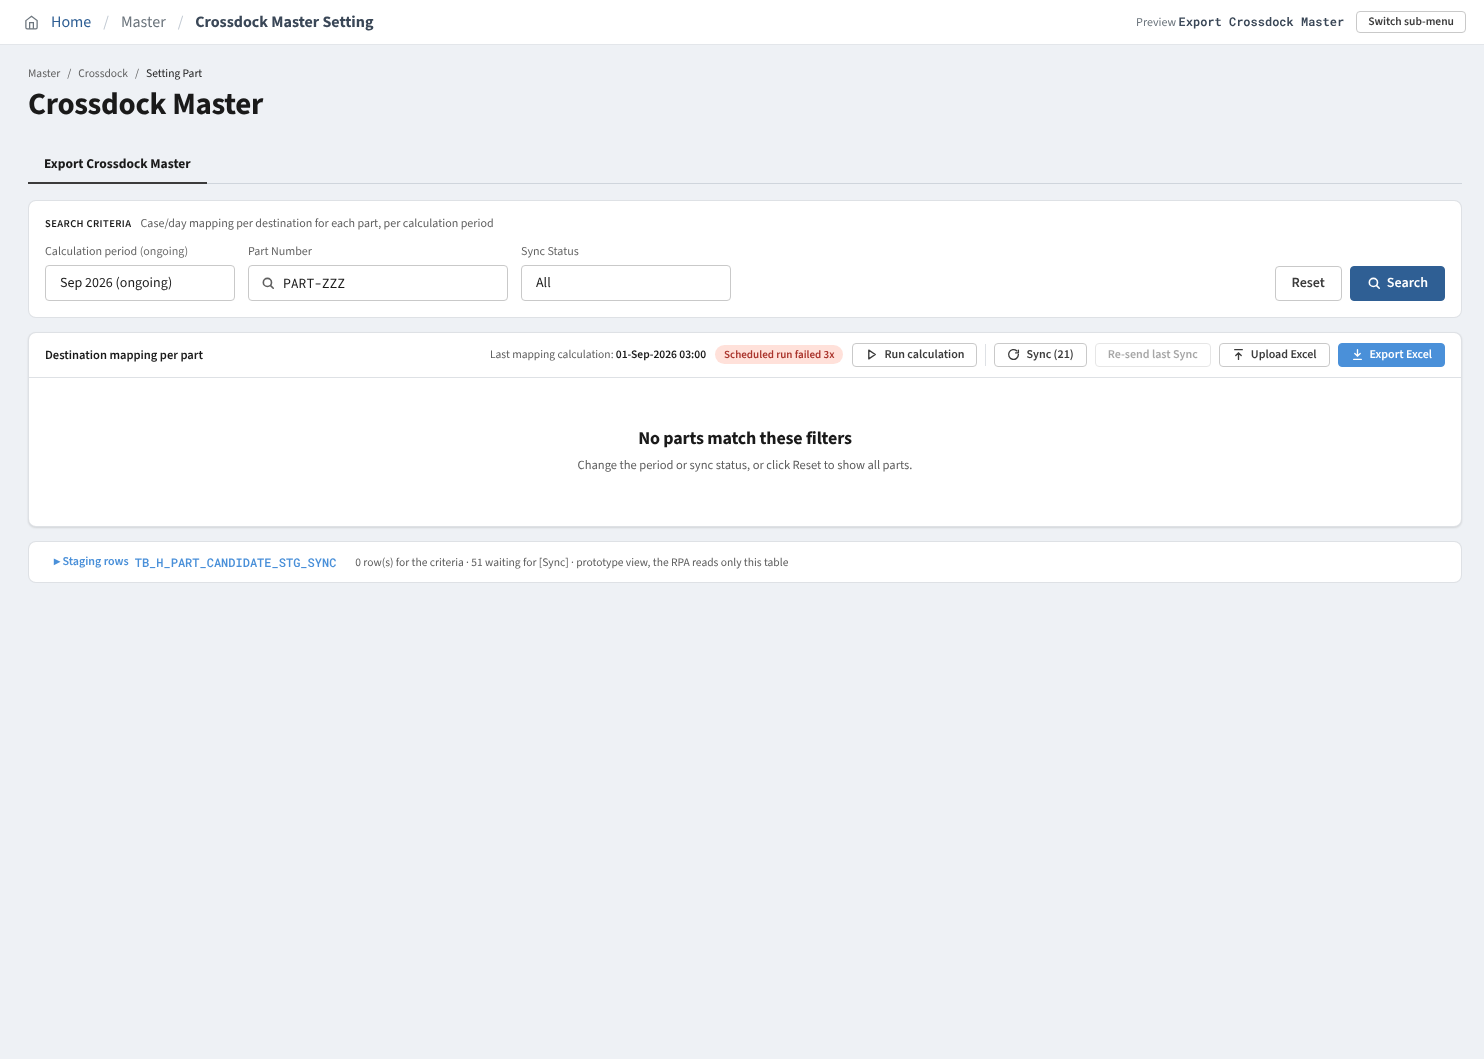 Home / Master / Crossdock Master Setting
Preview Export Crossdock Master
Switch sub-menu
Master / Crossdock / Setting Part
Crossdock Master
Export Crossdock Master
SEARCH CRITERIA Case/day mapping per destination for each part, per calculation period
Calculation period (ongoing)
Part Number
Sync Status
Sep 2026 (ongoing)
PART-ZZZ
All
Reset
Search
Destination mapping per part
Last mapping calculation: 01-Sep-2026 03:00
Scheduled run failed 3x
Run calculation
Sync (21)
Re-send last Sync
Upload Excel
Export Excel
No parts match these filters
Change the period or sync status, or click Reset to show all parts.
▸ Staging rows TB_H_PART_CANDIDATE_STG_SYNC 0 row(s) for the criteria · 51 waiting for [Sync] · prototype view, the RPA reads only this table